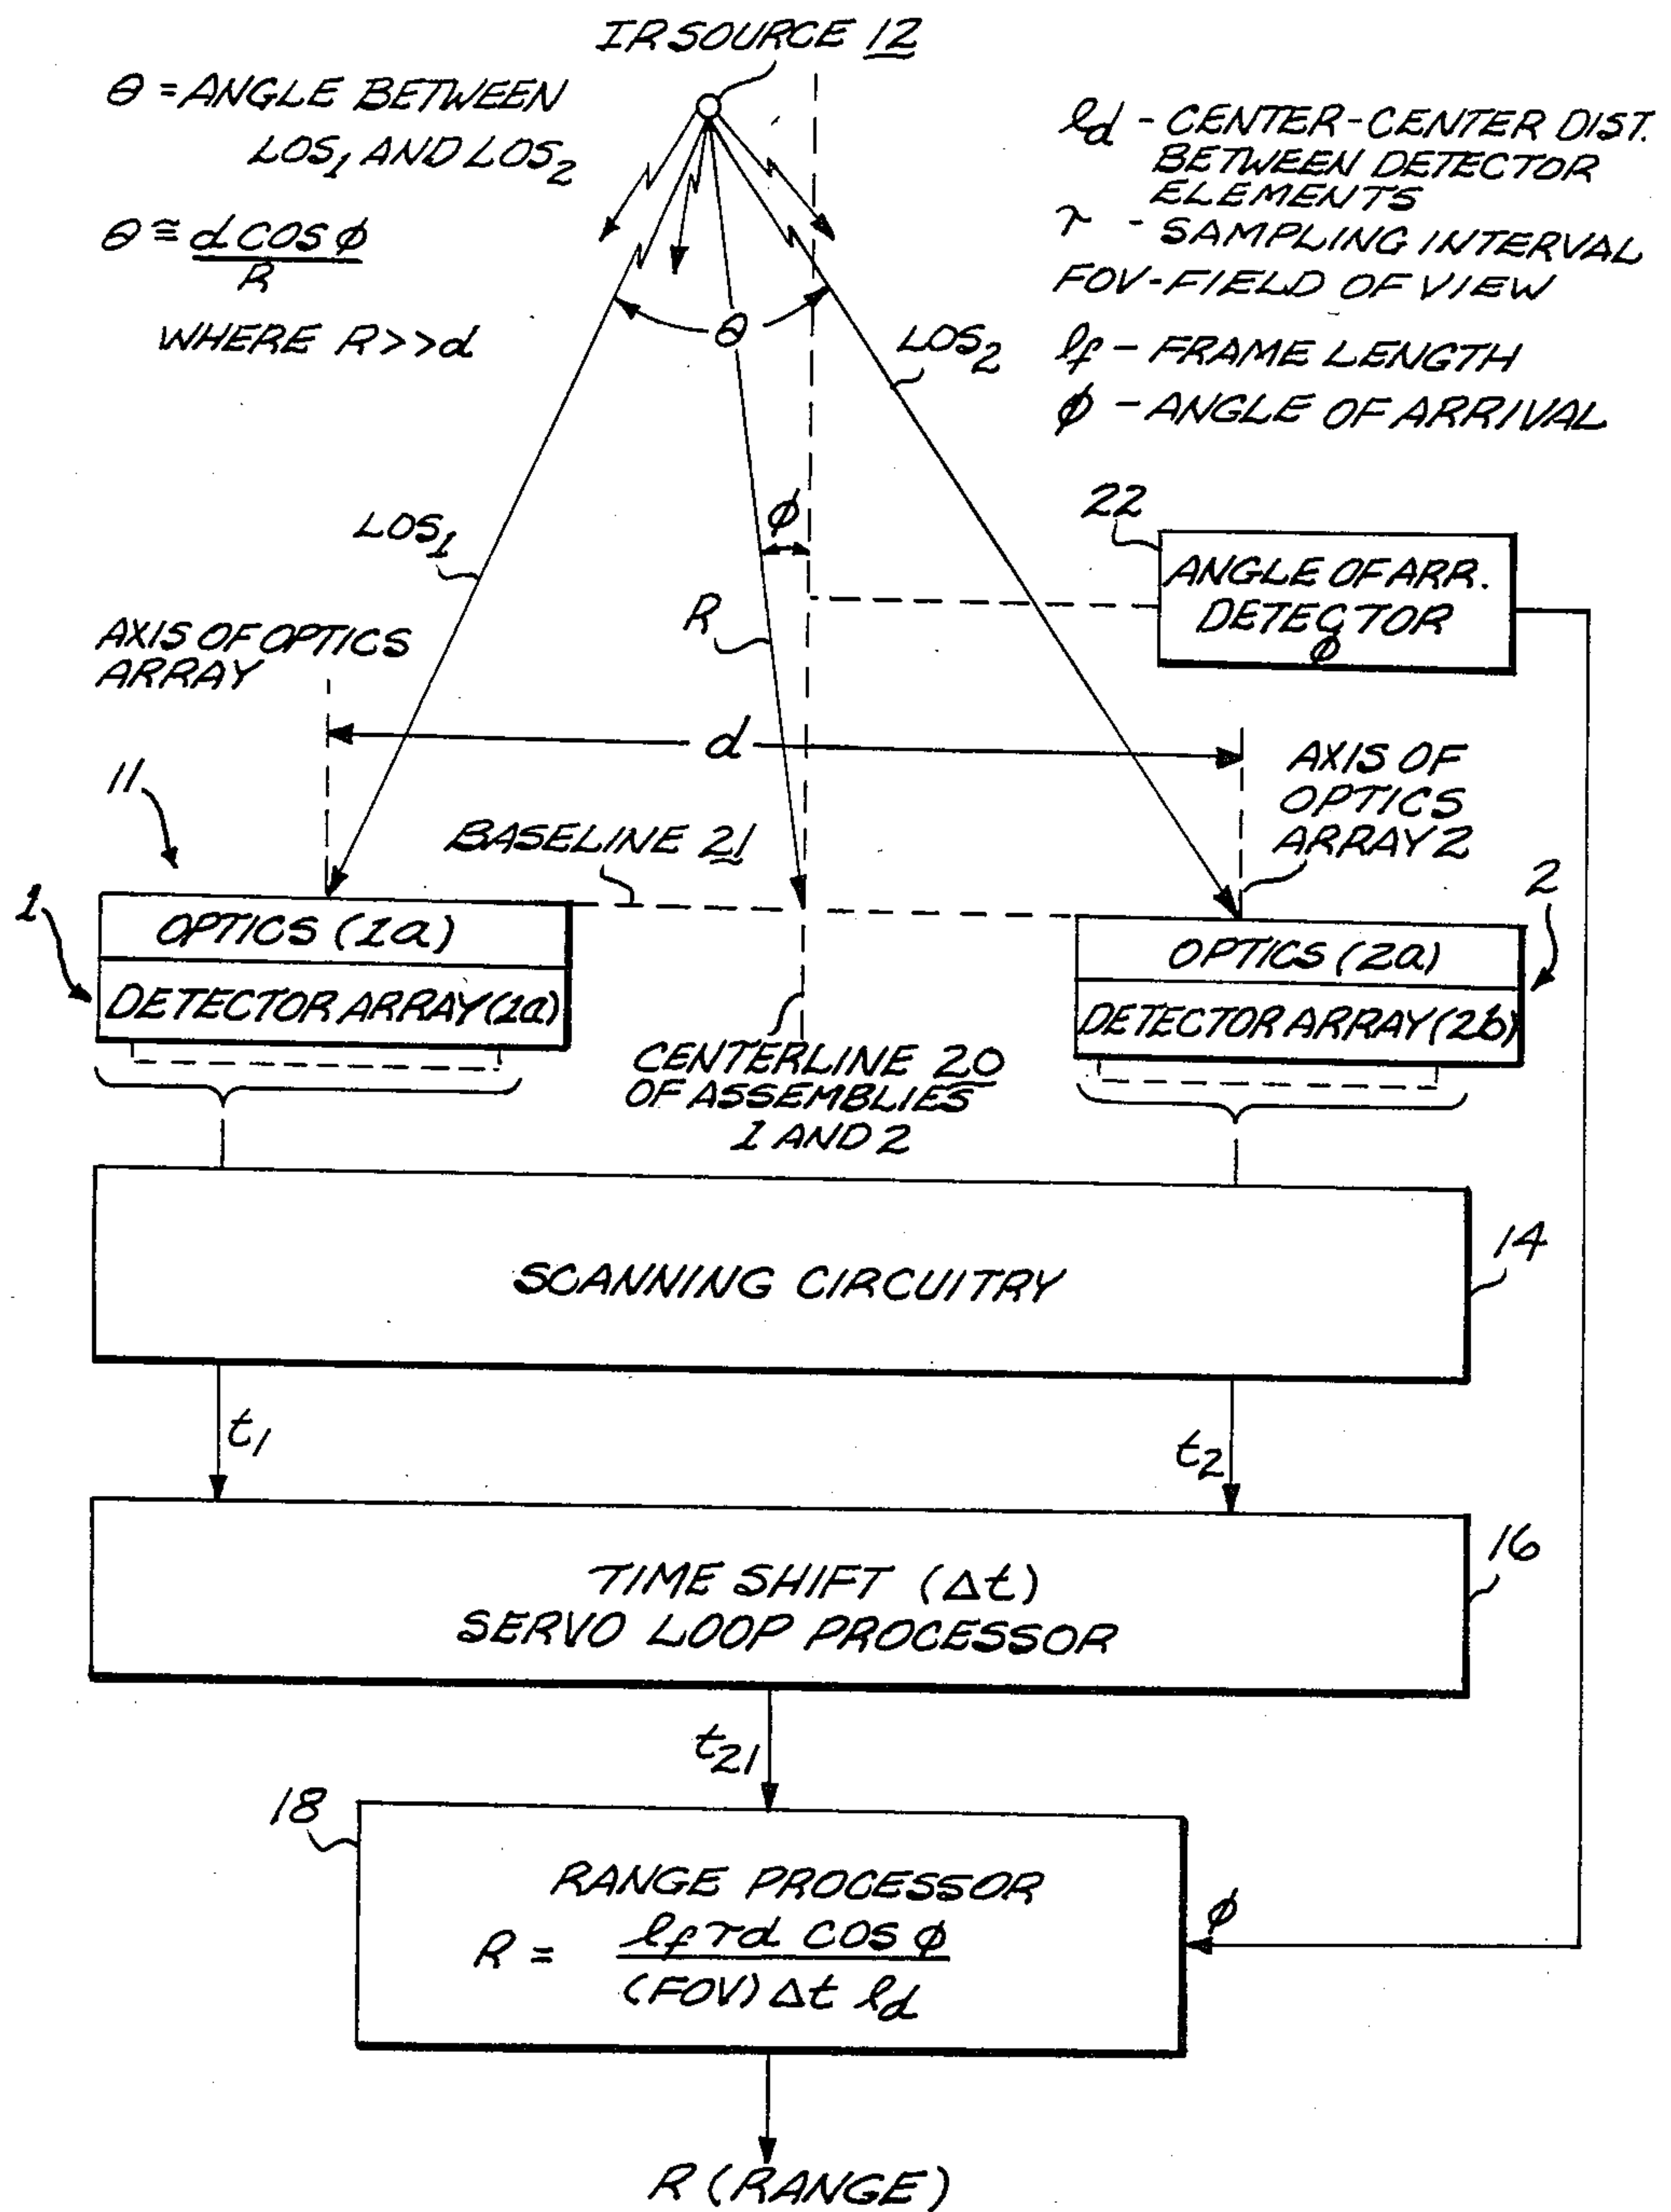 IR SOURCE 12
θ = ANGLE BETWEEN
LOS₁ AND LOS₂
θ ≅ d COS ϕ
R
WHERE R>>d
ld - CENTER-CENTER DIST.
BETWEEN DETECTOR
ELEMENTS
τ - SAMPLING INTERVAL
FOV - FIELD OF VIEW
lf - FRAME LENGTH
ϕ - ANGLE OF ARRIVAL
θ
LOS₂
LOS₁
ϕ
R
22
ANGLE OF ARR.
DETECTOR
ϕ
AXIS OF OPTICS
ARRAY
d
AXIS OF
OPTICS
ARRAY 2
11
BASELINE 21
1
OPTICS (1a)
DETECTOR ARRAY (1a)
2
OPTICS (2a)
DETECTOR ARRAY (2b)
CENTERLINE 20
OF ASSEMBLIES
1 AND 2
SCANNING CIRCUITRY
14
t₁
t₂
TIME SHIFT (Δt)
SERVO LOOP PROCESSOR
16
t₂₁
18
RANGE PROCESSOR
R = lf τd COS ϕ
(FOV) Δt ld
ϕ
R (RANGE)